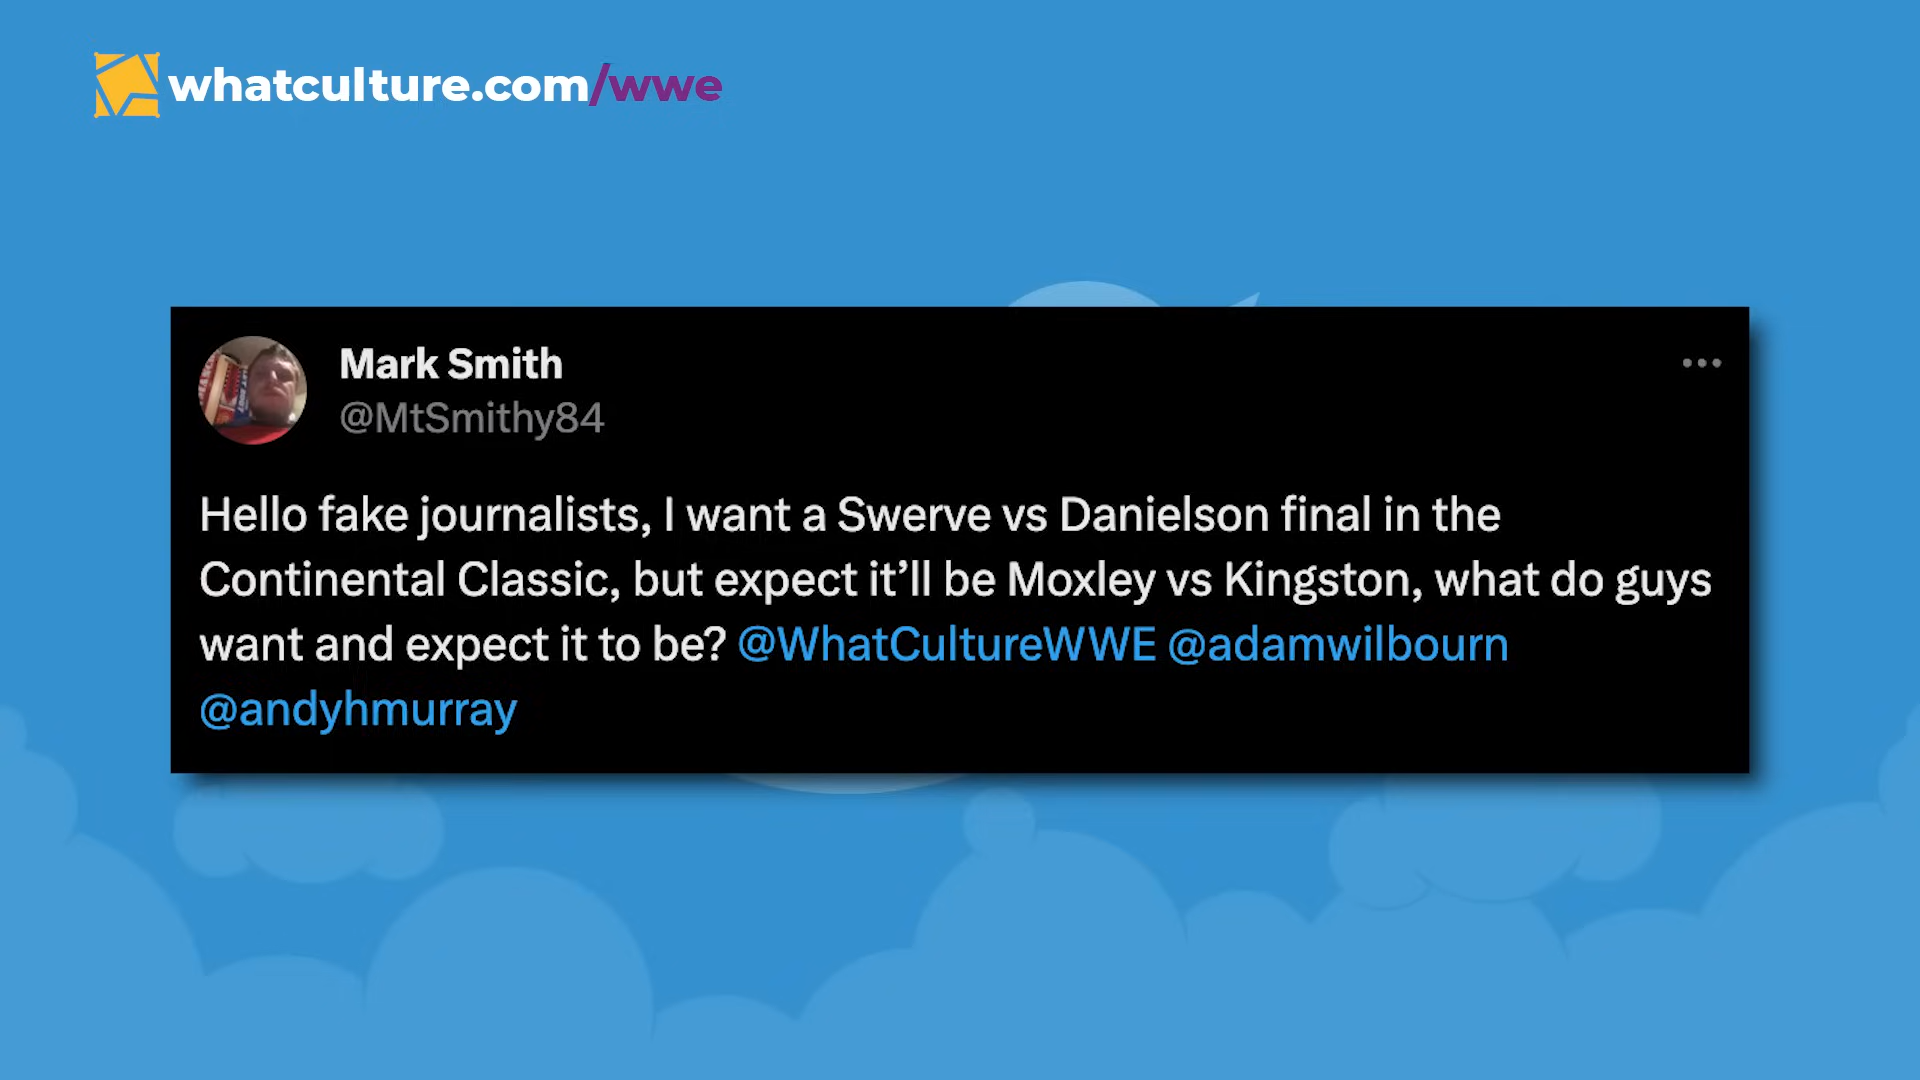 whatculture.com/wwe
Mark Smith
@MtSmithy84
Hello fake journalists, I want a Swerve vs Danielson final in the
Continental Classic, but expect it’ll be Moxley vs Kingston, what do guys
want and expect it to be? @WhatCultureWWE @adamwilbourn
@andyhmurray